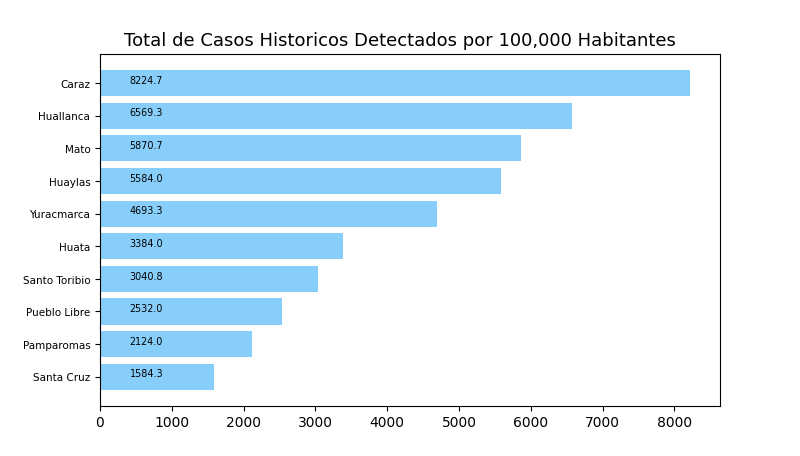 Total de Casos Historicos Detectados por 100,000 Habitantes
Caraz 8224.7
Huallanca 6569.3
Mato 5870.7
Huaylas 5584.0
Yuracmarca 4693.3
Huata 3384.0
Santo Toribio 3040.8
Pueblo Libre 2532.0
Pamparomas 2124.0
Santa Cruz 1584.3
0 1000 2000 3000 4000 5000 6000 7000 8000